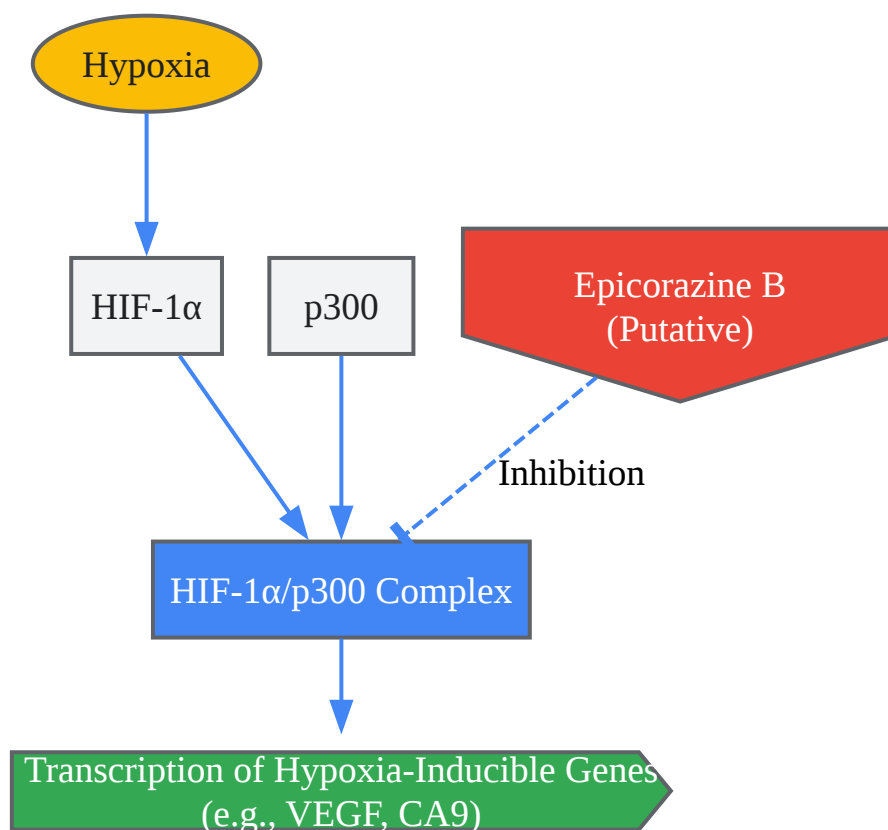 Hypoxia
HIF-1α
p300
Epicorazine B
(Putative)
Inhibition
HIF-1α/p300 Complex
Transcription of Hypoxia-Inducible Genes
(e.g., VEGF, CA9)